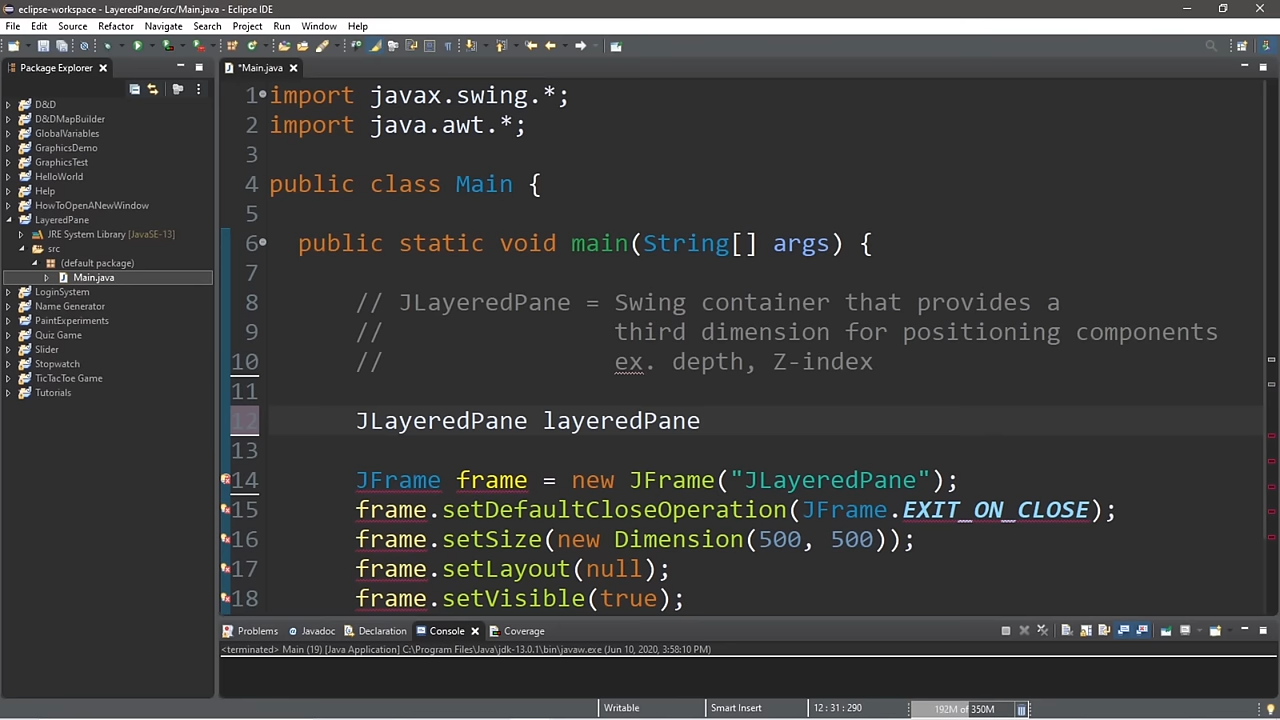 eclipse-workspace - LayeredPane/src/Main.java - Eclipse IDE
File Edit Source Refactor Navigate Search Project Run Window Help
Package Explorer
*Main.java
D&D
D&DMapBuilder
GlobalVariables
GraphicsDemo
GraphicsTest
HelloWorld
Help
HowToOpenANewWindow
LayeredPane
JRE System Library [JavaSE-13]
src
(default package)
Main.java
LoginSystem
Name Generator
PaintExperiments
Quiz Game
Slider
Stopwatch
TicTacToe Game
Tutorials
1 import javax.swing.*;
2 import java.awt.*;
3
4 public class Main {
5
6 public static void main(String[] args) {
7
8 // JLayeredPane = Swing container that provides a
9 // third dimension for positioning components
10 // ex. depth, Z-index
11
12 JLayeredPane layeredPane
13
14 JFrame frame = new JFrame("JLayeredPane");
15 frame.setDefaultCloseOperation(JFrame.EXIT_ON_CLOSE);
16 frame.setSize(new Dimension(500, 500));
17 frame.setLayout(null);
18 frame.setVisible(true);
Problems Javadoc Declaration Console Coverage
<terminated> Main (19) [Java Application] C:\Program Files\Java\jdk-13.0.1\bin\javaw.exe (Jun 10, 2020, 3:58:10 PM)
Writable Smart Insert 12 : 31 : 290 192M of 350M